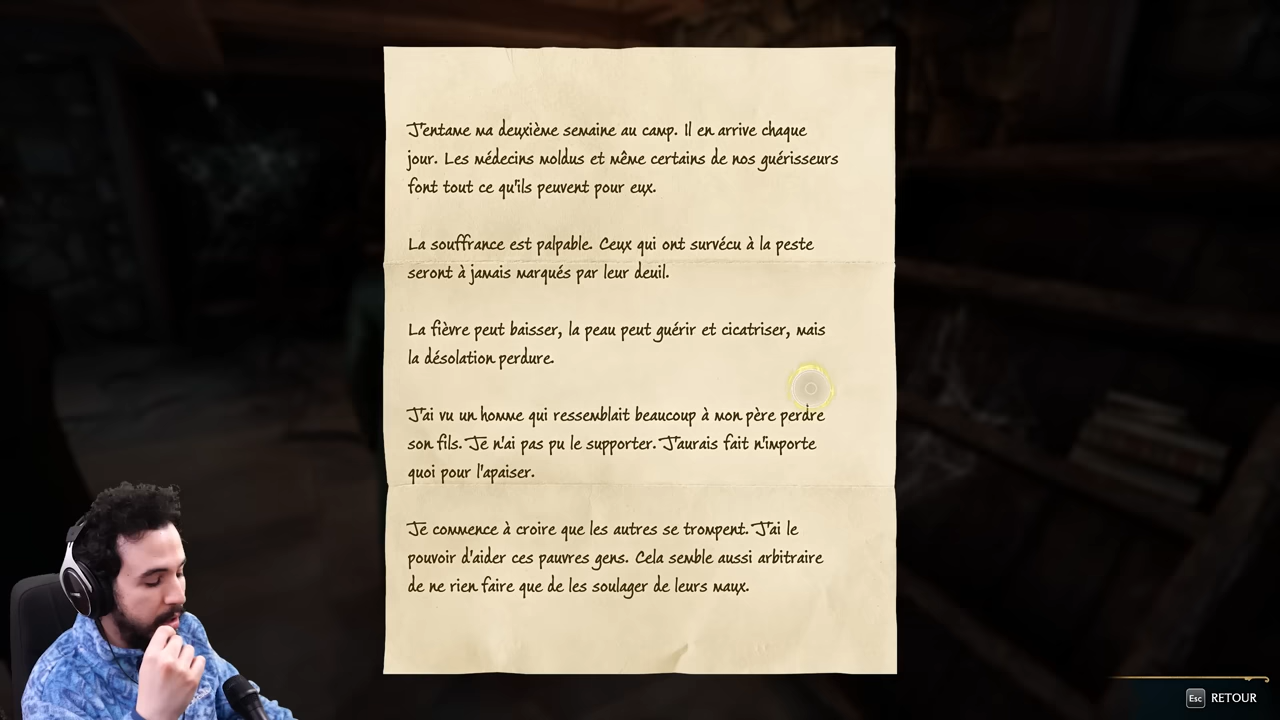 J'entame ma deuxième semaine au camp. Il en arrive chaque
jour. Les médecins moldus et même certains de nos guérisseurs
font tout ce qu'ils peuvent pour eux.
La souffrance est palpable. Ceux qui ont survécu à la peste
seront à jamais marqués par leur deuil.
La fièvre peut baisser, la peau peut guérir et cicatriser, mais
la désolation perdure.
J'ai vu un homme qui ressemblait beaucoup à mon père perdre
son fils. Je n'ai pas pu le supporter. J'aurais fait n'importe
quoi pour l'apaiser.
Je commence à croire que les autres se trompent. J'ai le
pouvoir d'aider ces pauvres gens. Cela semble aussi arbitraire
de ne rien faire que de les soulager de leurs maux.
Esc RETOUR